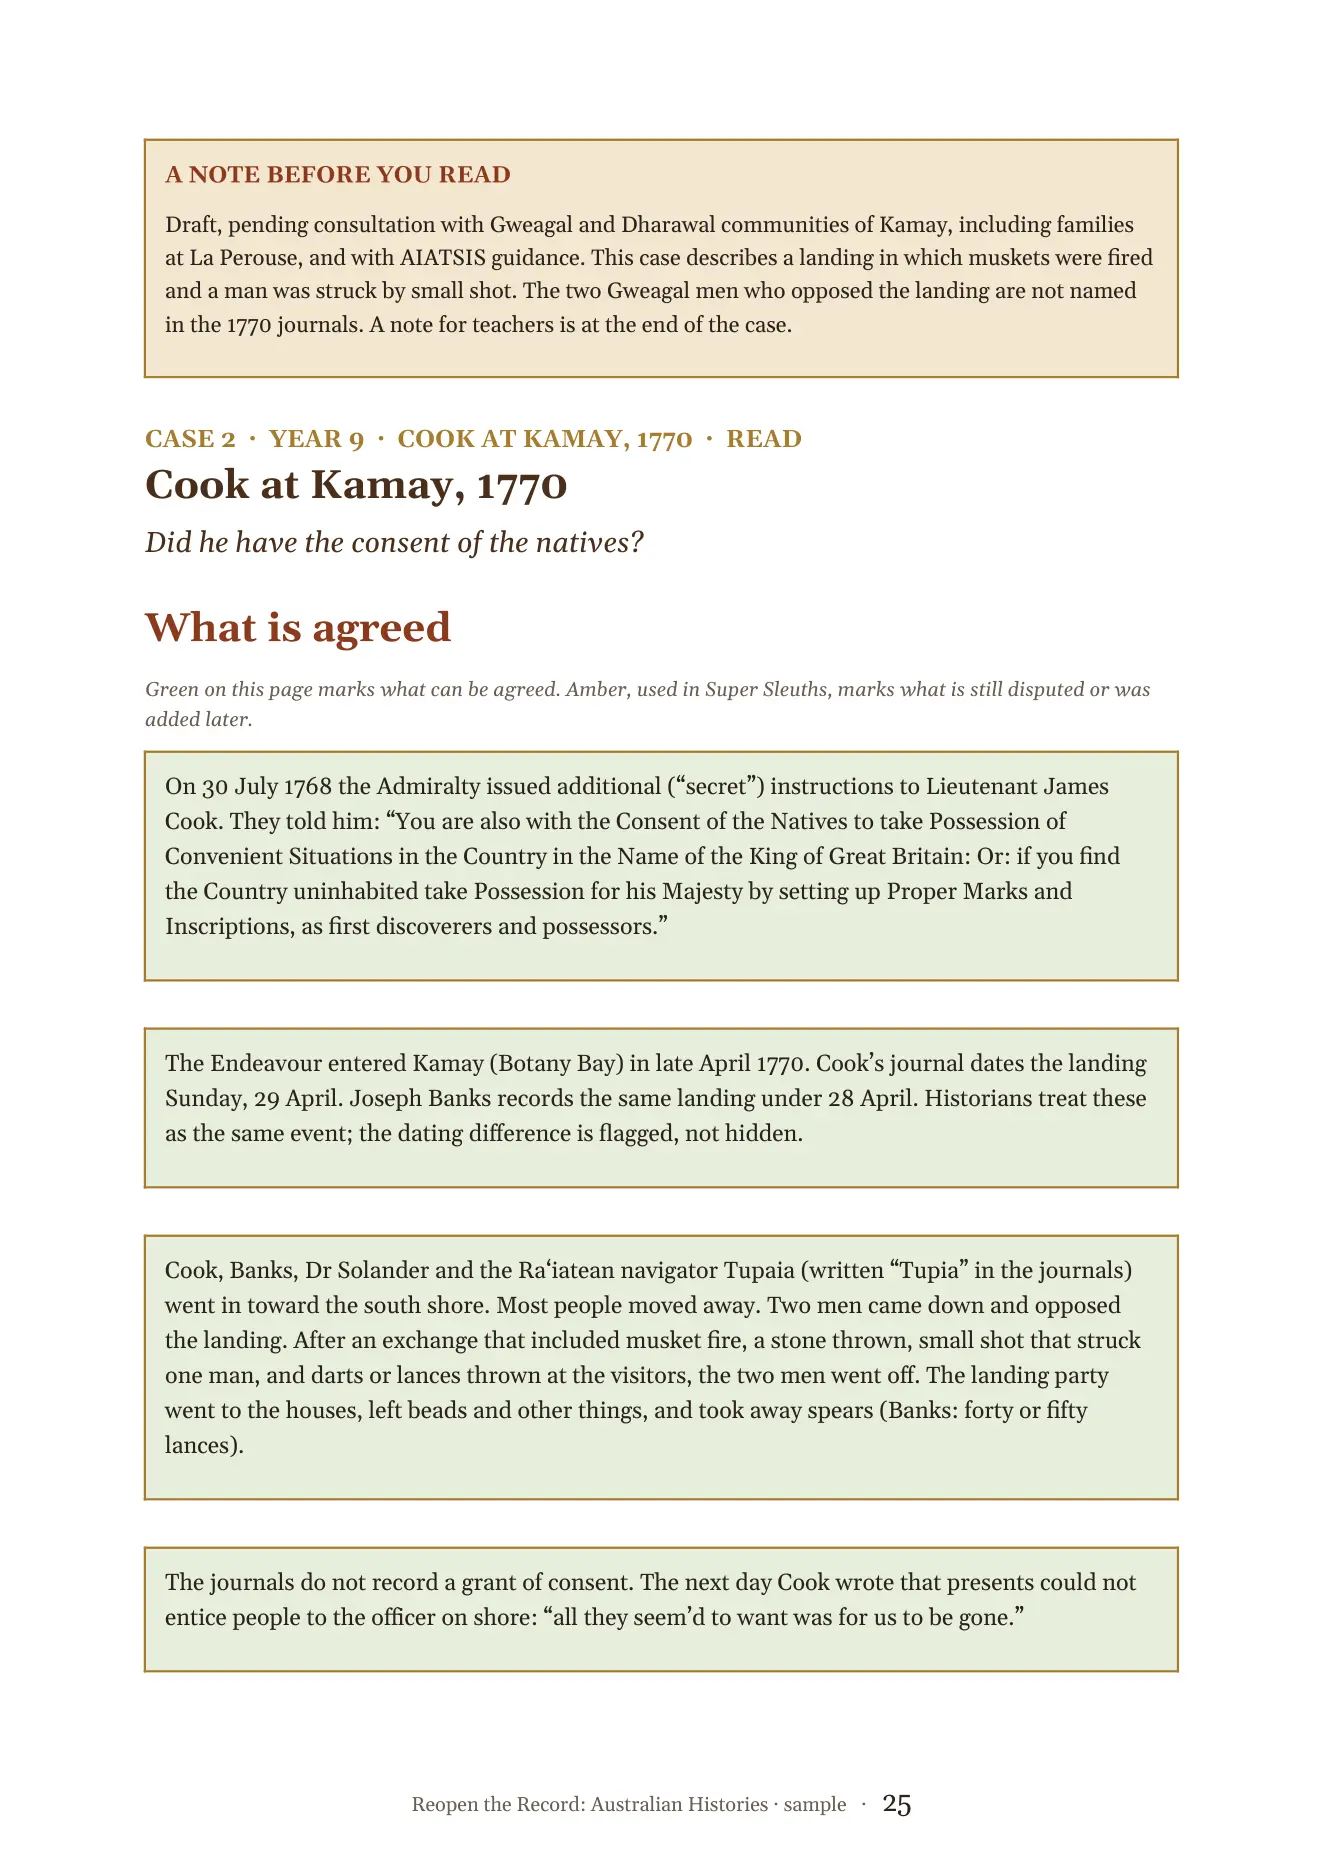 A NOTE BEFORE YOU READ
Draft, pending consultation with Gweagal and Dharawal communities of Kamay, including families
at La Perouse, and with AIATSIS guidance. This case describes a landing in which muskets were fired
and a man was struck by small shot. The two Gweagal men who opposed the landing are not named
in the 1770 journals. A note for teachers is at the end of the case.
CASE 2 · YEAR 9 · COOK AT KAMAY, 1770 · READ
Cook at Kamay, 1770
Did he have the consent of the natives?
What is agreed
Green on this page marks what can be agreed. Amber, used in Super Sleuths, marks what is still disputed or was
added later.
On 30 July 1768 the Admiralty issued additional (“secret”) instructions to Lieutenant James
Cook. They told him: “You are also with the Consent of the Natives to take Possession of
Convenient Situations in the Country in the Name of the King of Great Britain: Or: if you find
the Country uninhabited take Possession for his Majesty by setting up Proper Marks and
Inscriptions, as first discoverers and possessors.”
The Endeavour entered Kamay (Botany Bay) in late April 1770. Cook’s journal dates the landing
Sunday, 29 April. Joseph Banks records the same landing under 28 April. Historians treat these
as the same event; the dating difference is flagged, not hidden.
Cook, Banks, Dr Solander and the Ra‘iatean navigator Tupaia (written “Tupia” in the journals)
went in toward the south shore. Most people moved away. Two men came down and opposed
the landing. After an exchange that included musket fire, a stone thrown, small shot that struck
one man, and darts or lances thrown at the visitors, the two men went off. The landing party
went to the houses, left beads and other things, and took away spears (Banks: forty or fifty
lances).
The journals do not record a grant of consent. The next day Cook wrote that presents could not
entice people to the officer on shore: “all they seem’d to want was for us to be gone.”
Reopen the Record: Australian Histories · sample · 25